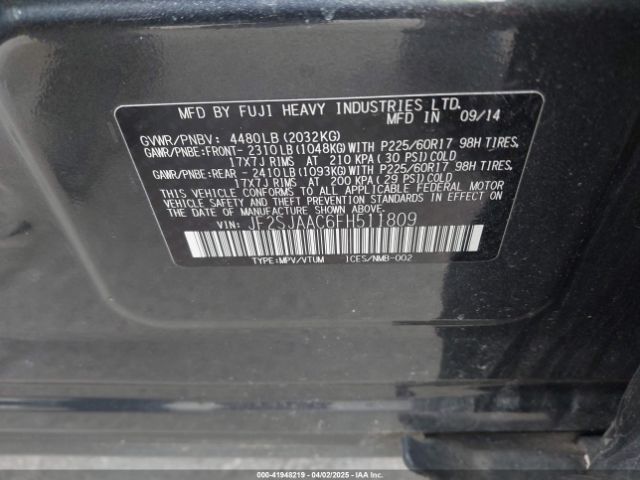 MFD BY FUJI HEAVY INDUSTRIES LTD.
MFD IN 09/14
GVWR/PNBV: 4480LB(2032KG)
GAWR/PNBE:FRONT- 2310LB(1048KG)WITH P225/60R17 98H TIRES,
17X7J RIMS AT 210 KPA(30 PSI)COLD
GAWR/PNBE:REAR - 2410LB(1093KG)WITH P225/60R17 98H TIRES,
17X7J RIMS AT 200 KPA(29 PSI)COLD
THIS VEHICLE CONFORMS TO ALL APPLICABLE FEDERAL MOTOR
VEHICLE SAFETY AND THEFT PREVENTION STANDARDS IN EFFECT ON
THE DATE OF MANUFACTURE SHOWN ABOVE.
VIN: JF2SJAAC6FH511809
TYPE:MPV/VTUM ICES/NMB-002
000-41948219 - 04/02/2025 - IAAI.COM